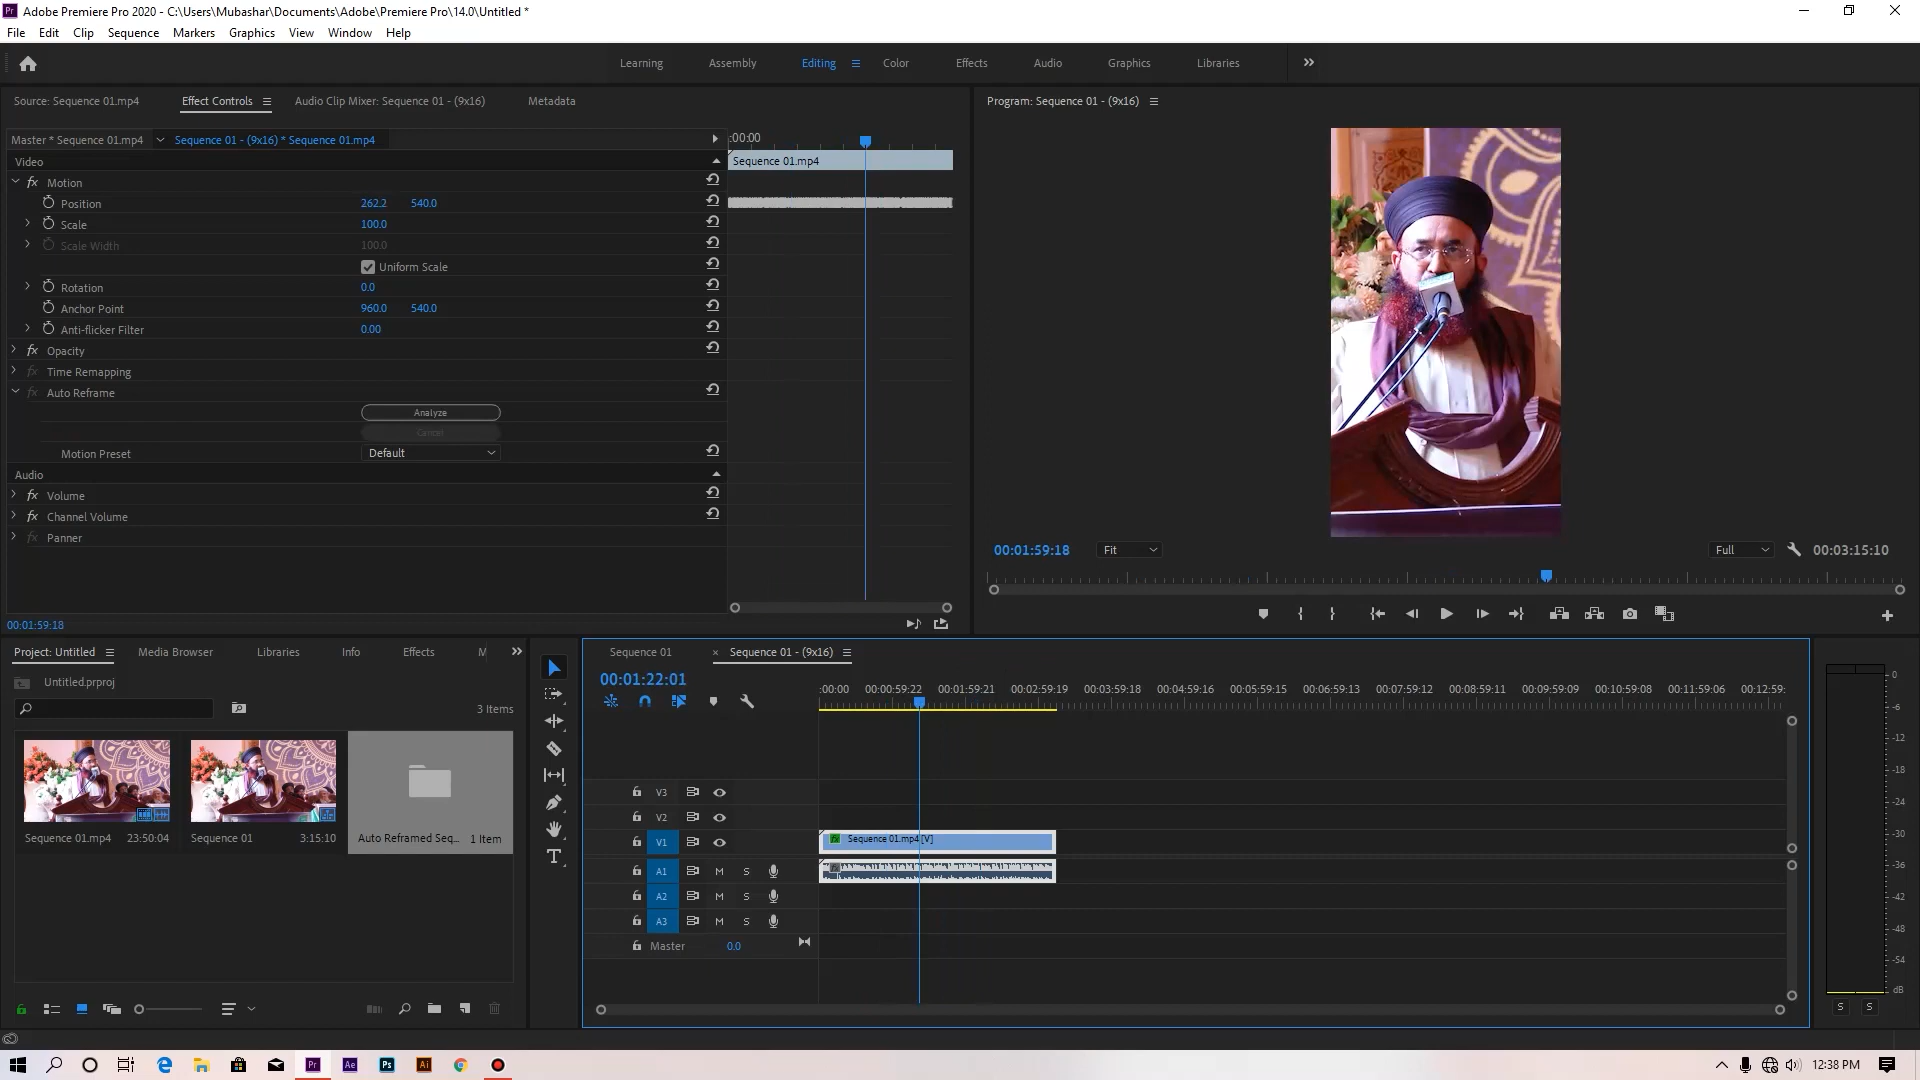 Adobe Premiere Pro 2020 - C:\Users\Mubashar\Documents\Adobe\Premiere Pro\14.0\Untitled *
File Edit Clip Sequence Markers Graphics View Window Help
Learning Assembly Editing Color Effects Audio Graphics Libraries
Source: Sequence 01.mp4 Effect Controls Audio Clip Mixer: Sequence 01 - (9x16) Metadata
Program: Sequence 01 - (9x16)
Master * Sequence 01.mp4 Sequence 01 - (9x16) * Sequence 01.mp4
:00:00
Video
Sequence 01.mp4
fx Motion
Position 262.2 540.0
Scale 100.0
Scale Width 100.0
Uniform Scale
Rotation 0.0
Anchor Point 960.0 540.0
Anti-flicker Filter 0.00
fx Opacity
fx Time Remapping
fx Auto Reframe
Analyze
Cancel
Motion Preset Default
Audio
fx Volume
fx Channel Volume
fx Panner
00:01:59:18
00:01:59:18 Fit Full 00:03:15:10
Project: Untitled Media Browser Libraries Info Effects M
Untitled.prproj
3 Items
Sequence 01.mp4 23:50:04
Sequence 01 3:15:10
Auto Reframed Seq... 1 Item
Sequence 01 × Sequence 01 - (9x16)
00:01:22:01
:00:00 00:00:59:22 00:01:59:21 00:02:59:19 00:03:59:18 00:04:59:16 00:05:59:15 00:06:59:13 00:07:59:12 00:08:59:11 00:09:59:09 00:10:59:08 00:11:59:06 00:12:59:
V3
V2
V1
Sequence 01.mp4 [V]
A1 M S
A2 M S
A3 M S
Master 0.0
0
-6
-12
-18
-24
-30
-36
-42
-48
-54
dB
S S
Pr Ae Ps Ai
12:38 PM